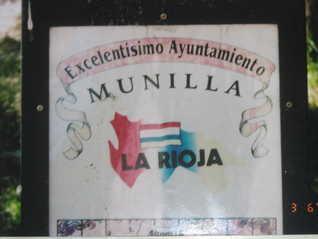 Excelentísimo Ayuntamiento
MUNILLA
LA RIOJA
3 6